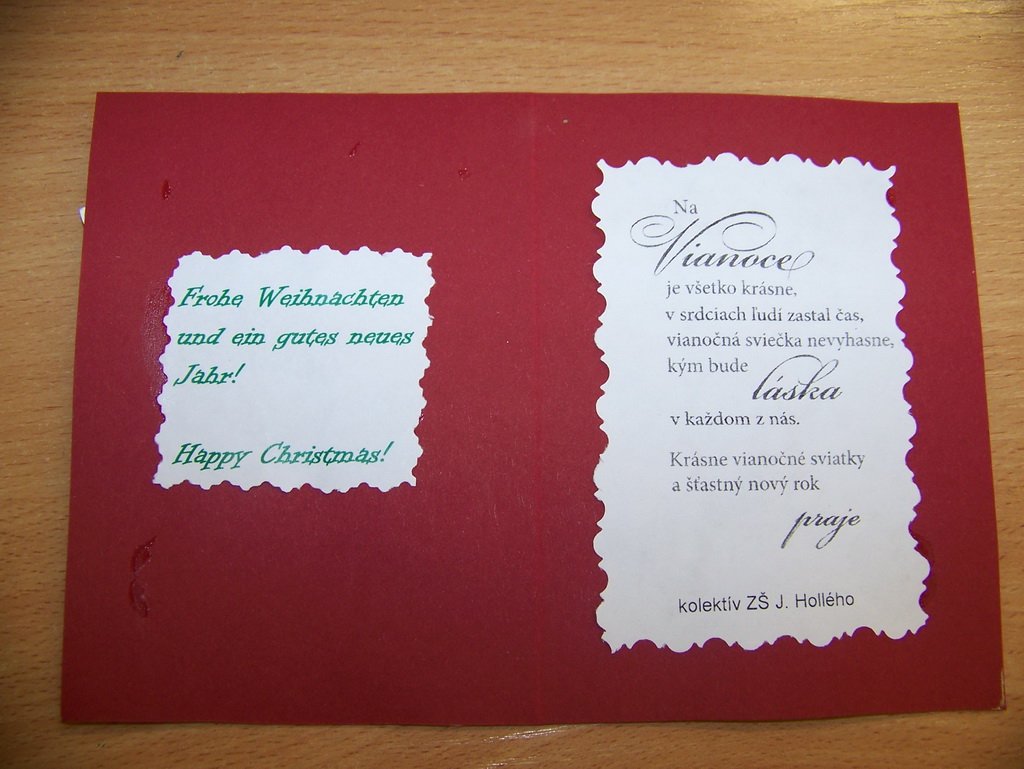 Frohe Weihnachten
und ein gutes neues
Jahr!
Happy Christmas!
Na
Vianoce
je všetko krásne,
v srdciach ľudí zastal čas,
vianočná sviečka nevyhasne,
kým bude
láska
v každom z nás.
Krásne vianočné sviatky
a šťastný nový rok
praje
kolektív ZŠ J. Hollého